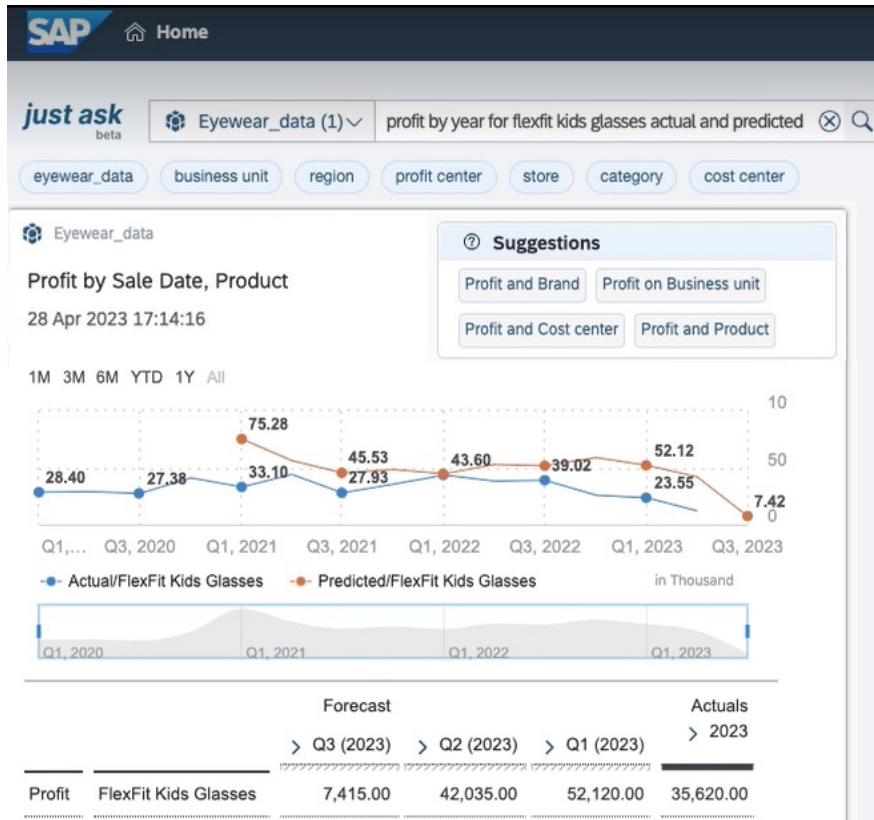 SAP Home
just ask
beta
Eyewear_data (1)
profit by year for flexfit kids glasses actual and predicted
eyewear_data business unit region profit center store category cost center
Eyewear_data
Suggestions
Profit and Brand Profit on Business unit
Profit and Cost center Profit and Product
Profit by Sale Date, Product
28 Apr 2023 17:14:16
1M 3M 6M YTD 1Y All
10
75.28
45.53
43.60
39.02
52.12
50
28.40
27.38
33.10
27.93
23.55
7.42
0
Q1,... Q3, 2020 Q1, 2021 Q3, 2021 Q1, 2022 Q3, 2022 Q1, 2023 Q3, 2023
Actual/FlexFit Kids Glasses Predicted/FlexFit Kids Glasses in Thousand
Q1, 2020 Q1, 2021 Q1, 2022 Q1, 2023
Forecast Actuals
Q3 (2023) Q2 (2023) Q1 (2023) 2023
Profit FlexFit Kids Glasses 7,415.00 42,035.00 52,120.00 35,620.00